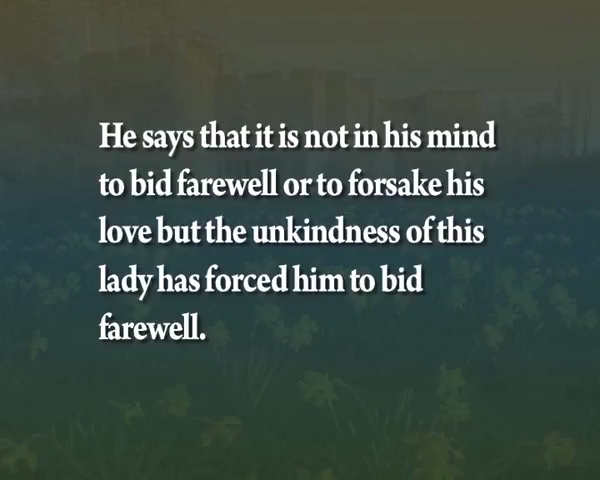 He says that it is not in his mind
to bid farewell or to forsake his
love but the unkindness of this
lady has forced him to bid
farewell.